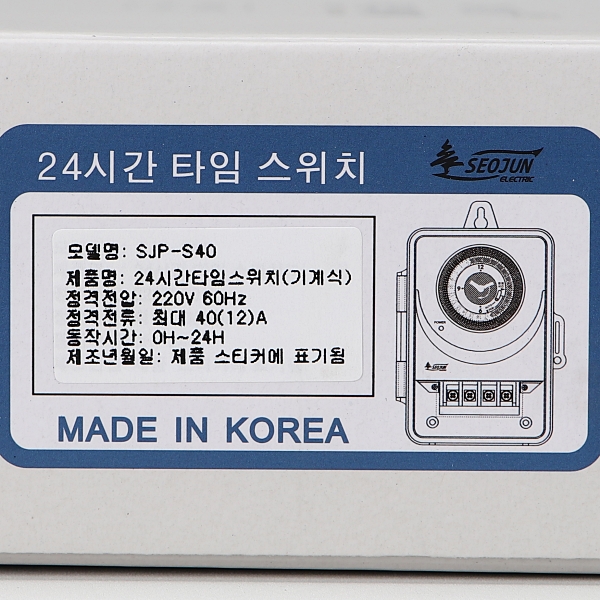 24시간 타임 스위치
SEOJUN
ELECTRIC
모델명: SJP-S40
제품명: 24시간타임스위치(기계식)
정격전압: 220V 60Hz
정격전류: 최대 40(12)A
동작시간: 0H~24H
제조년월일: 제품 스티커에 표기됨
MADE IN KOREA
12
POWER
SEOJUN